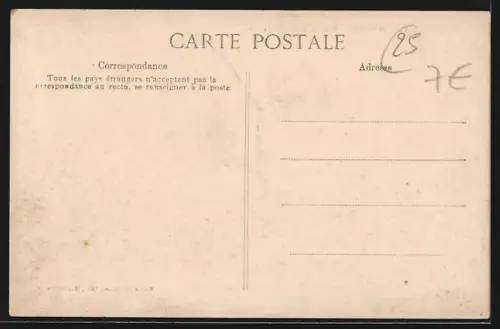 CARTE POSTALE
25
Correspondance
Adresse
7€
Tous les pays étrangers n'acceptent pas la
correspondance au recto, se renseigner à la poste